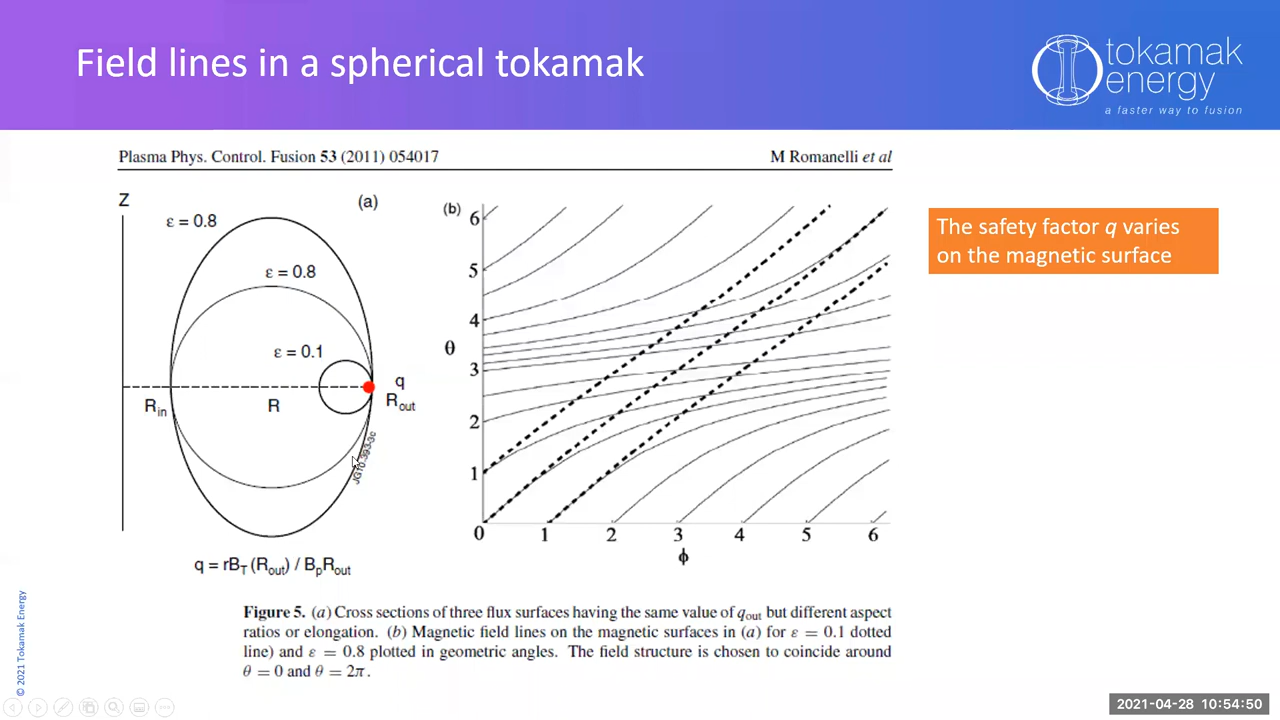 Field lines in a spherical tokamak
tokamak
energy
a faster way to fusion
Plasma Phys. Control. Fusion 53 (2011) 054017
M Romanelli et al
Z
(a)
ε = 0.8
ε = 0.8
ε = 0.1
q
R_in
R
R_out
JG10.393-3c
q = rB_T (R_out) / B_pR_out
(b)
6
5
4
θ
3
2
1
0 1 2 3 4 5 6
ϕ
The safety factor q varies
on the magnetic surface
Figure 5. (a) Cross sections of three flux surfaces having the same value of q_out but different aspect
ratios or elongation. (b) Magnetic field lines on the magnetic surfaces in (a) for ε = 0.1 dotted
line) and ε = 0.8 plotted in geometric angles. The field structure is chosen to coincide around
θ = 0 and θ = 2π.
© 2021 Tokamak Energy
2021-04-28 10:54:50